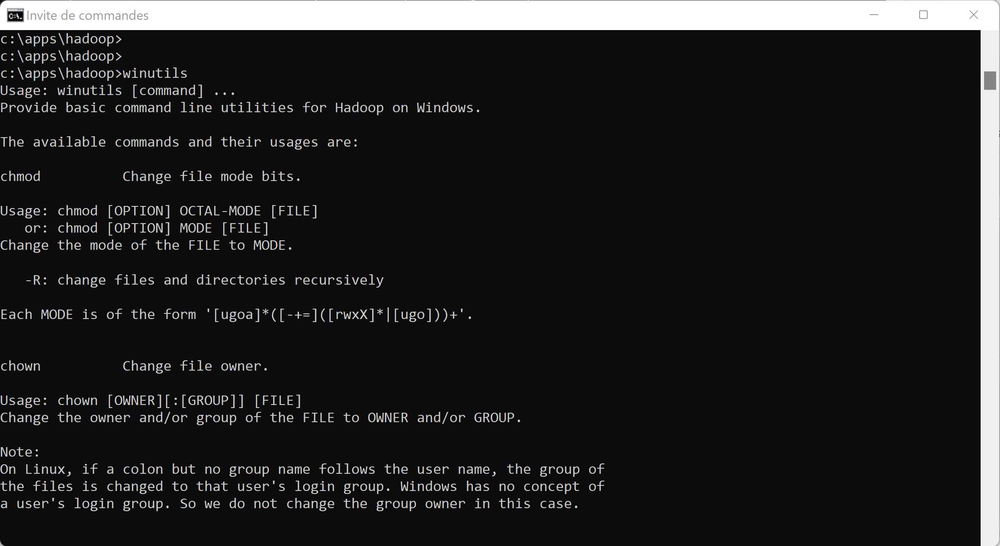 Invite de commandes
c:\apps\hadoop>
c:\apps\hadoop>
c:\apps\hadoop>winutils
Usage: winutils [command] ...
Provide basic command line utilities for Hadoop on Windows.
The available commands and their usages are:
chmod          Change file mode bits.
Usage: chmod [OPTION] OCTAL-MODE [FILE]
   or: chmod [OPTION] MODE [FILE]
Change the mode of the FILE to MODE.
   -R: change files and directories recursively
Each MODE is of the form '[ugoa]*([-+=]([rwxX]*|[ugo]))+'.
chown          Change file owner.
Usage: chown [OWNER][:[GROUP]] [FILE]
Change the owner and/or group of the FILE to OWNER and/or GROUP.
Note:
On Linux, if a colon but no group name follows the user name, the group of
the files is changed to that user's login group. Windows has no concept of
a user's login group. So we do not change the group owner in this case.